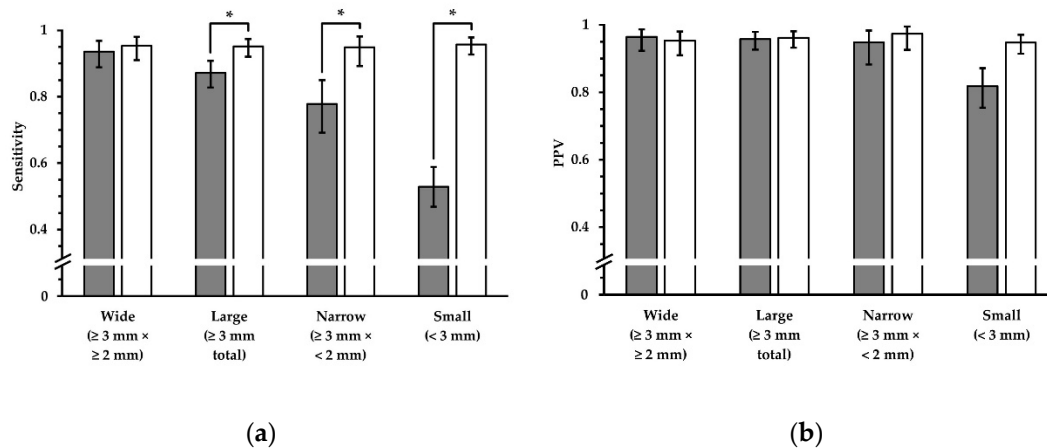 * * *
1
0.8
0.6
0.4
0
Sensitivity
Wide
(≥ 3 mm ×
≥ 2 mm)
Large
(≥ 3 mm
total)
Narrow
(≥ 3 mm ×
< 2 mm)
Small
(< 3 mm)
(a)
1
0.8
0.6
0.4
0
PPV
Wide
(≥ 3 mm ×
≥ 2 mm)
Large
(≥ 3 mm
total)
Narrow
(≥ 3 mm ×
< 2 mm)
Small
(< 3 mm)
(b)